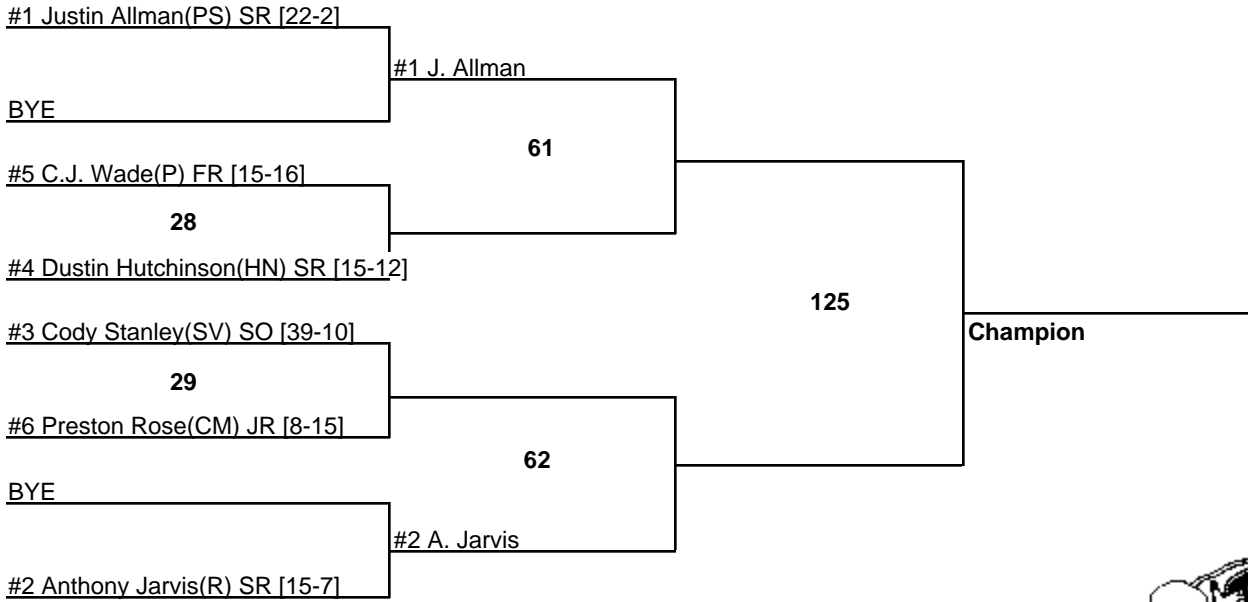 #1 Justin Allman(PS) SR [22-2]
#1 J. Allman
BYE
61
#5 C.J. Wade(P) FR [15-16]
28
#4 Dustin Hutchinson(HN) SR [15-12]
125
#3 Cody Stanley(SV) SO [39-10]
Champion
29
#6 Preston Rose(CM) JR [8-15]
62
BYE
#2 A. Jarvis
#2 Anthony Jarvis(R) SR [15-7]